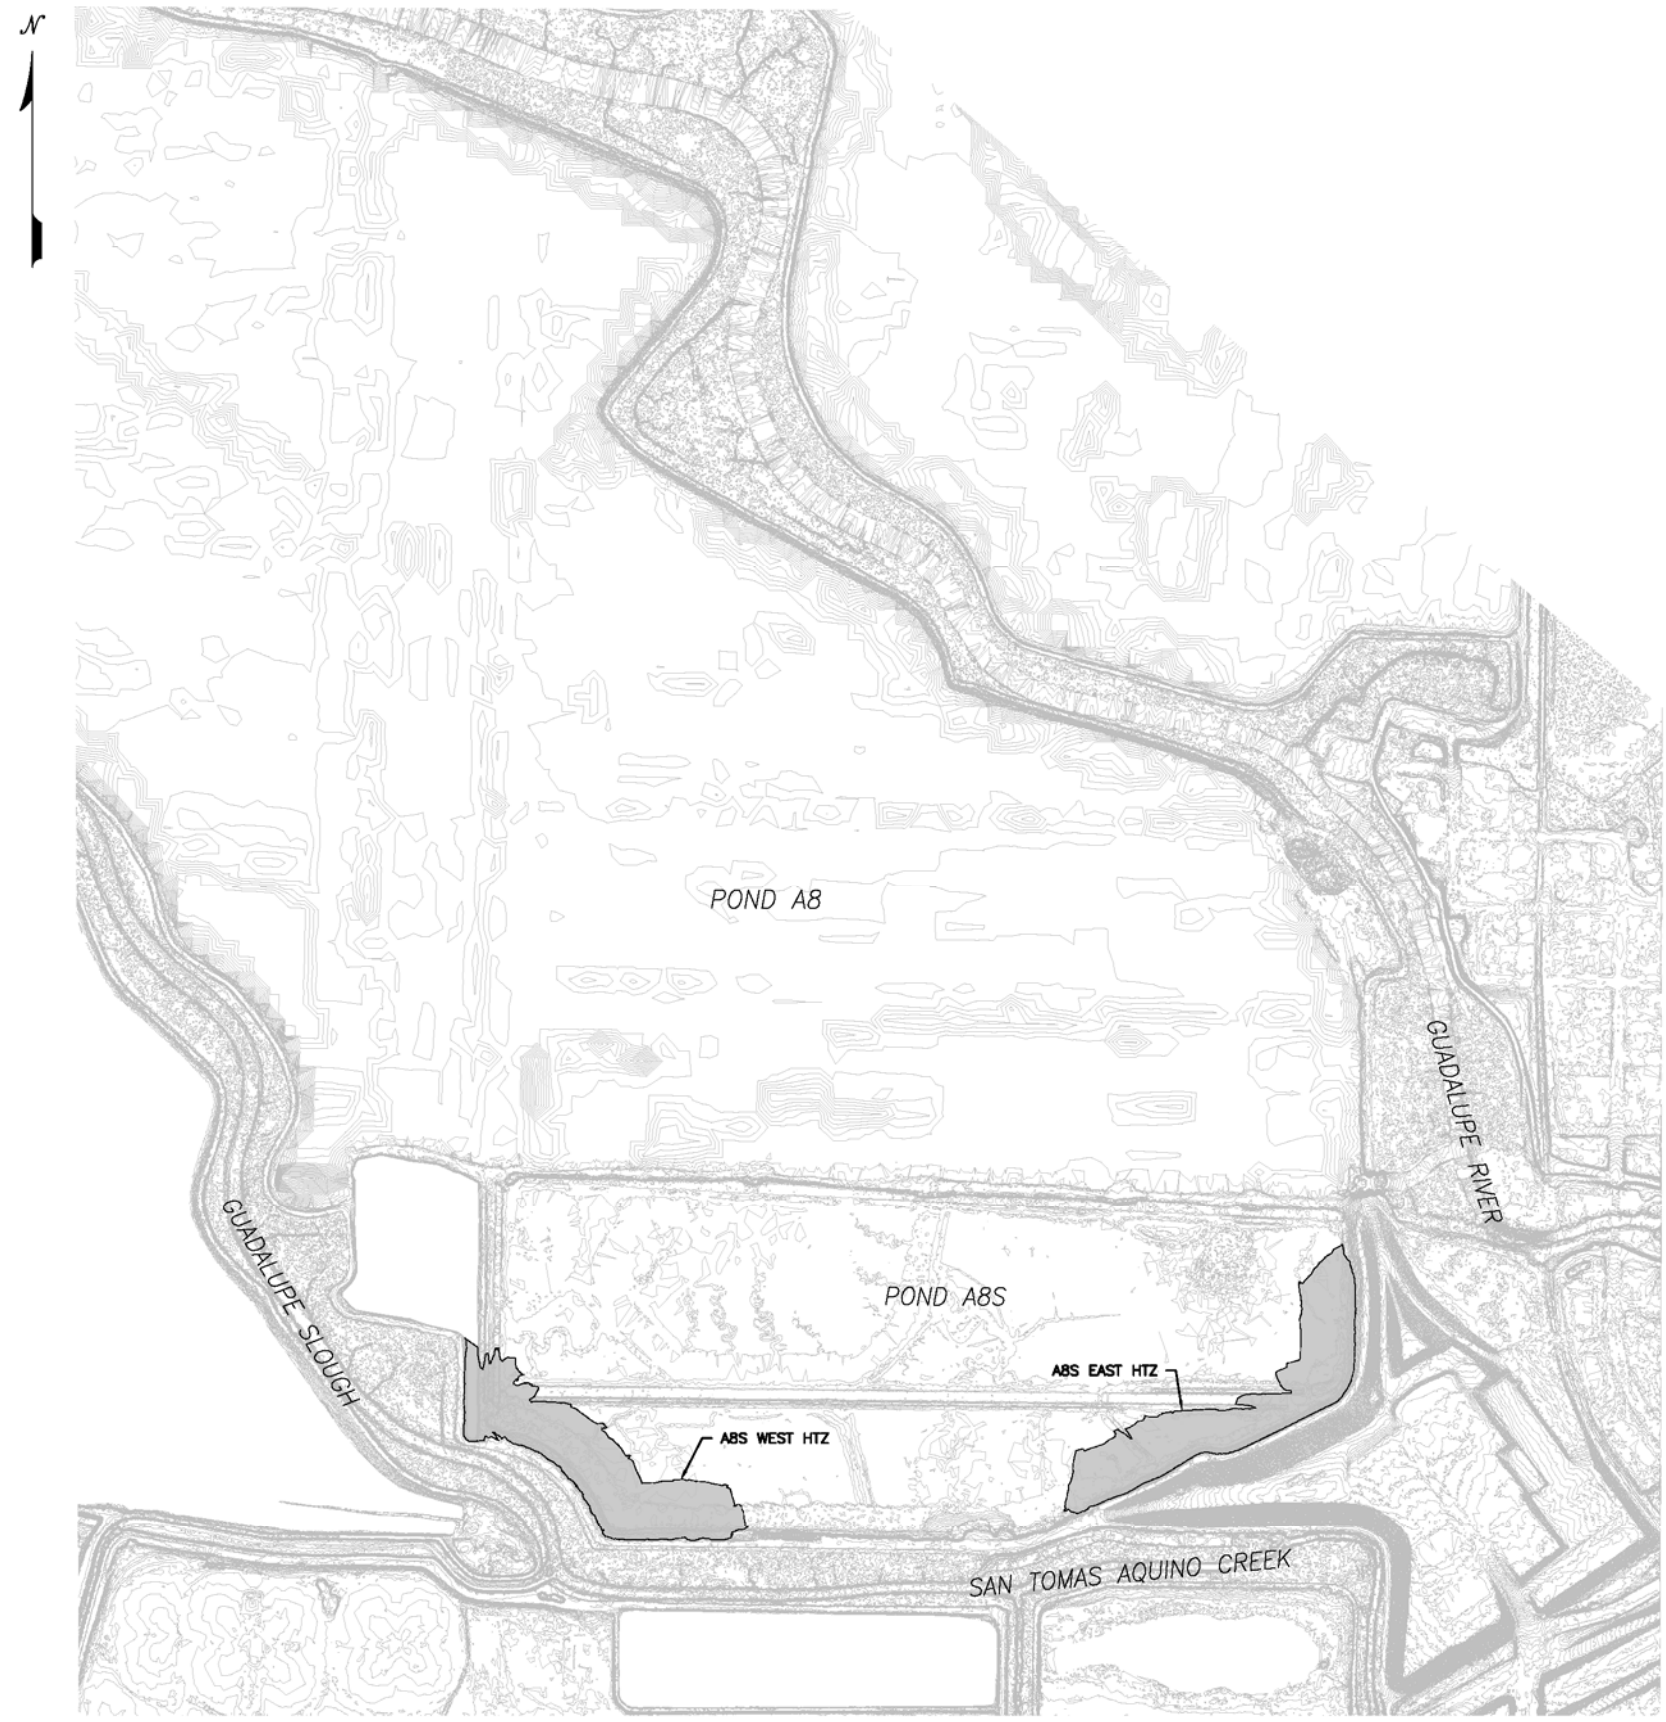 N
POND A8
GUADALUPE RIVER
GUADALUPE SLOUGH
POND A8S
A8S EAST HTZ
A8S WEST HTZ
SAN TOMAS AQUINO CREEK